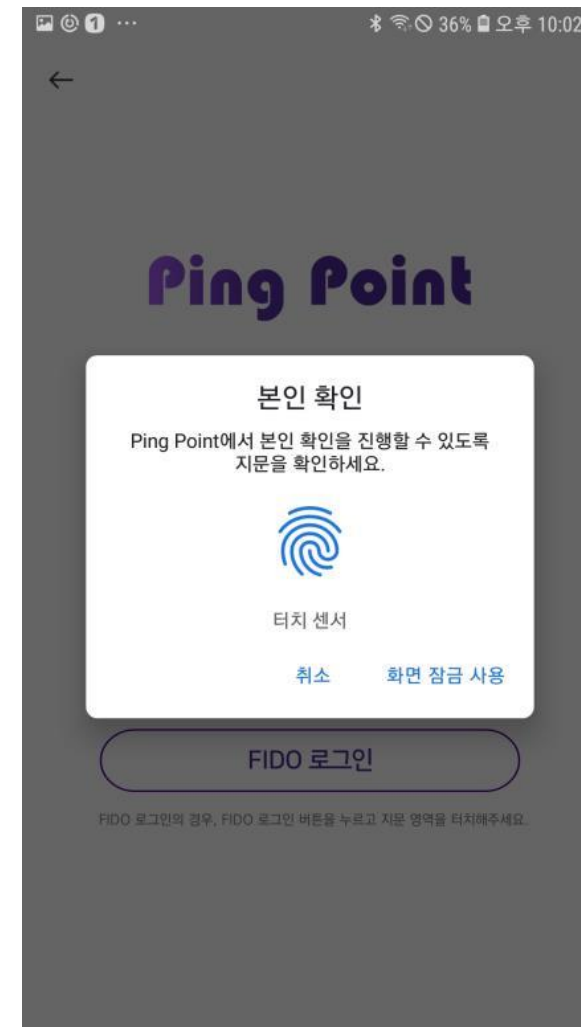 1 ... 36% 오후 10:02
Ping Point
본인 확인
Ping Point에서 본인 확인을 진행할 수 있도록
지문을 확인하세요.
터치 센서
취소 화면 잠금 사용
FIDO 로그인
FIDO 로그인의 경우, FIDO 로그인 버튼을 누르고 지문 영역을 터치해주세요.